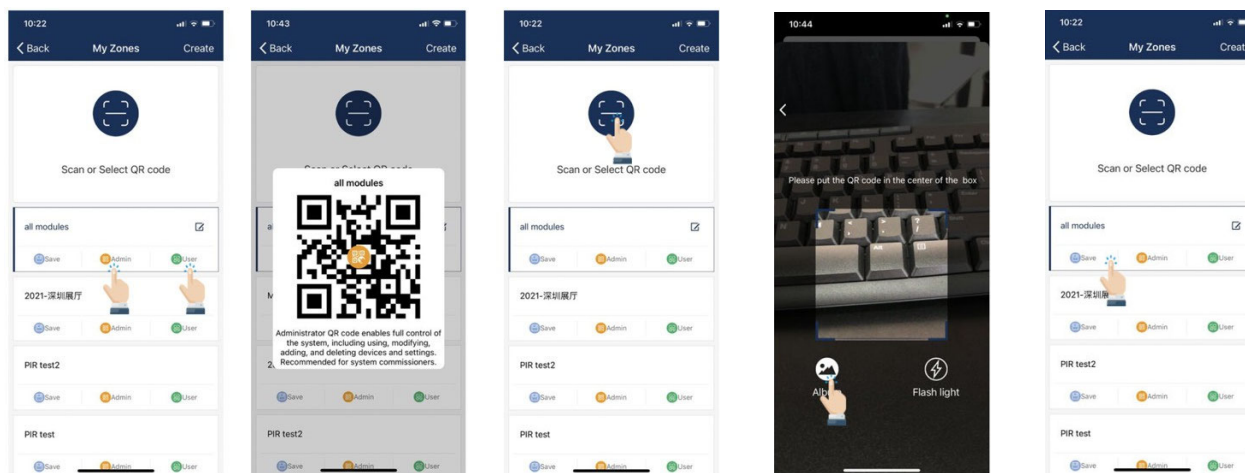 10:22
Back My Zones Create
Scan or Select QR code
all modules
Save Admin User
2021-深圳展厅
Save Admin User
PIR test2
Save Admin User
PIR test
Save Admin User
10:43
Back My Zones Create
all modules
Administrator QR code enables full control of
the system, including using, modifying,
adding, and deleting devices and settings.
Recommended for system commissioners.
Save Admin User
PIR test2
Save Admin User
10:22
Back My Zones Create
Scan or Select QR code
all modules
Save Admin User
2021-深圳展厅
Save Admin User
PIR test2
Save Admin User
PIR test
Save Admin User
10:44
Please put the QR code in the center of the box
Flash light
10:22
Back My Zones Creat
Scan or Select QR code
all modules
Save Admin User
2021-深圳
Save Admin User
PIR test2
Save Admin User
PIR test
Save Admin User